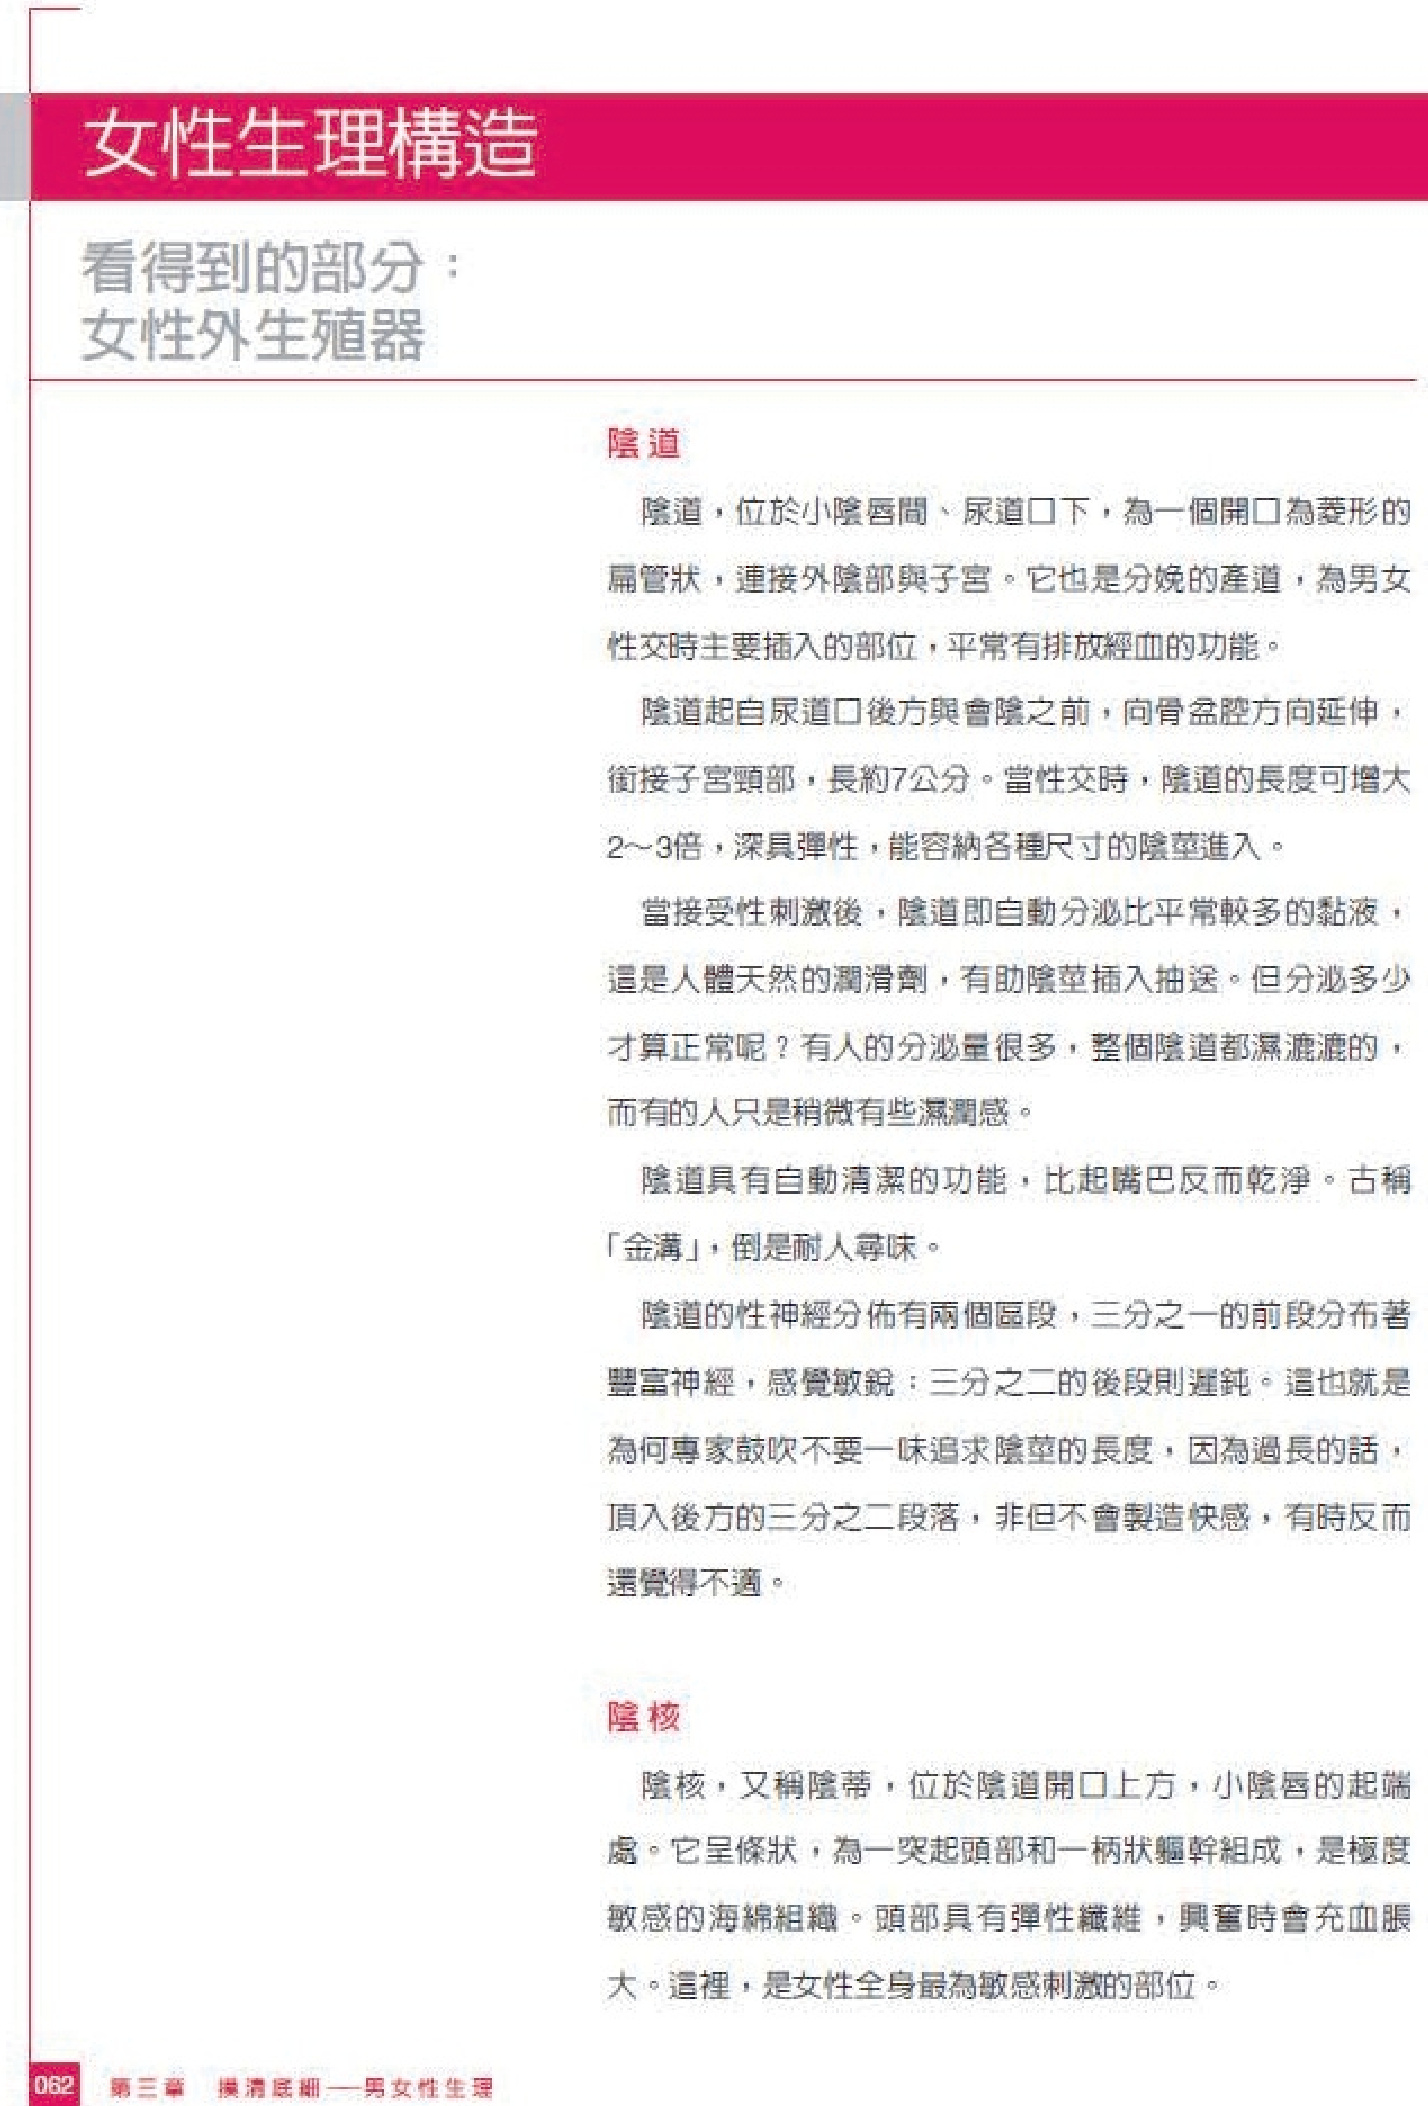 女性生理構造
看得到的部分：
女性外生殖器
陰道
陰道，位於小陰唇間、尿道口下，為一個開口為菱形的
扁管狀，連接外陰部與子宮。它也是分娩的產道，為男女
性交時主要插入的部位，平常有排放經血的功能。
陰道起自尿道口後方與會陰之前，向骨盆腔方向延伸，
銜接子宮頸部，長約7公分。當性交時，陰道的長度可增大
2～3倍，深具彈性，能容納各種尺寸的陰莖進入。
當接受性刺激後，陰道即自動分泌比平常較多的黏液，
這是人體天然的潤滑劑，有助陰莖插入抽送。但分泌多少
才算正常呢？有人的分泌量很多，整個陰道都濕漉漉的，
而有的人只是稍微有些濕潤感。
陰道具有自動清潔的功能，比起嘴巴反而乾淨。古稱
「金溝」，倒是耐人尋味。
陰道的性神經分佈有兩個區段，三分之一的前段分布著
豐富神經，感覺敏銳；三分之二的後段則遲鈍。這也就是
為何專家鼓吹不要一味追求陰莖的長度，因為過長的話，
頂入後方的三分之二段落，非但不會製造快感，有時反而
還覺得不適。
陰核
陰核，又稱陰蒂，位於陰道開口上方，小陰唇的起端
處。它呈條狀，為一突起頭部和一柄狀軀幹組成，是極度
敏感的海綿組織。頭部具有彈性纖維，興奮時會充血脹
大。這裡，是女性全身最為敏感刺激的部位。
062 第三章 摸清底細——男女性生理